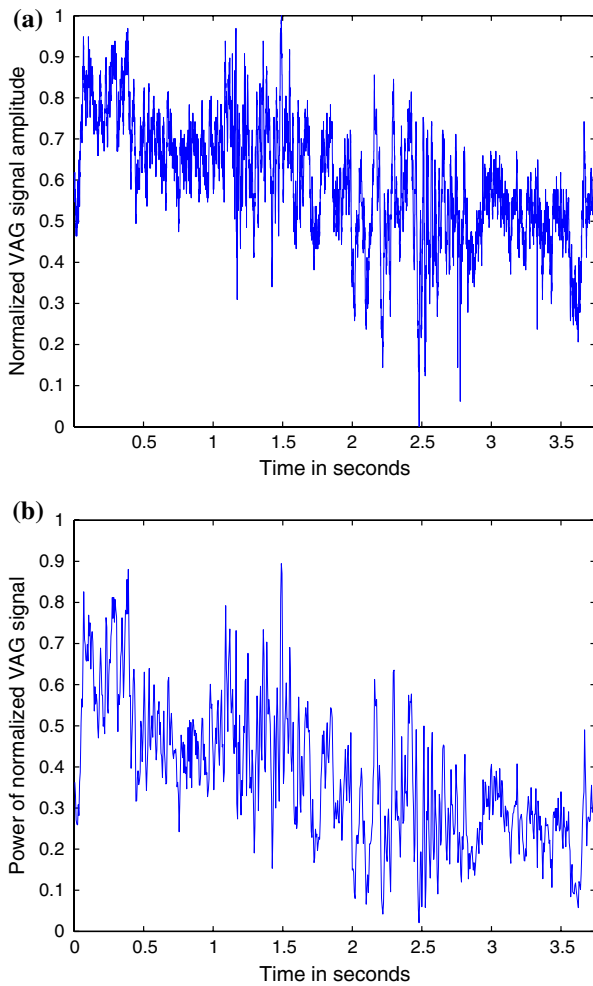 (a)
Normalized VAG signal amplitude
1
0.9
0.8
0.7
0.6
0.5
0.4
0.3
0.2
0.1
0
0.5 1 1.5 2 2.5 3 3.5
Time in seconds
(b)
Power of normalized VAG signal
1
0.9
0.8
0.7
0.6
0.5
0.4
0.3
0.2
0.1
0
0 0.5 1 1.5 2 2.5 3 3.5
Time in seconds